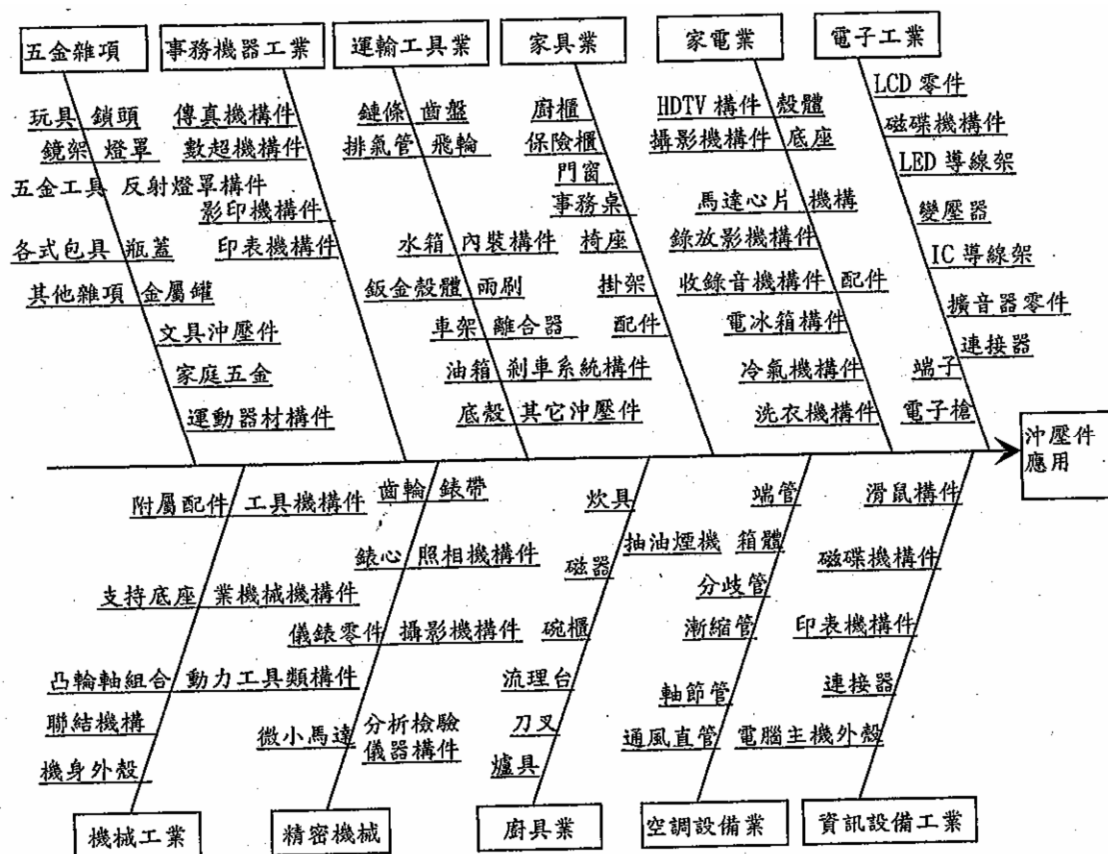 五金雜項
事務機器工業
運輸工具業
家具業
家電業
電子工業
玩具 鎖頭
鏡架 燈罩
五金工具 反射燈罩構件
各式包具 瓶蓋
其他雜項 金屬罐
文具沖壓件
家庭五金
運動器材構件
傳真機構件
數超機構件
影印機構件
印表機構件
鏈條 齒盤
排氣管 飛輪
水箱 內裝構件
鈑金殼體 雨刷
車架 離合器
油箱 剎車系統構件
底殼 其它沖壓件
廚櫃
保險櫃
門窗
事務桌
椅座
掛架
配件
HDTV 構件 殼體
攝影機構件 底座
馬達心片 機構
錄放影機構件
收錄音機構件 配件
電冰箱構件
冷氣機構件
洗衣機構件
LCD 零件
磁碟機構件
LED 導線架
變壓器
IC 導線架
擴音器零件
連接器
端子
電子槍
沖壓件
應用
附屬配件 工具機構件
支持底座 業機械機構件
凸輪軸組合 動力工具類構件
聯結機構
機身外殼
齒輪 錶帶
錶心 照相機構件
儀錶零件 攝影機構件
微小馬達 分析檢驗
儀器構件
炊具
磁器
碗櫃
流理台
刀叉
爐具
端管
抽油煙機 箱體
分歧管
漸縮管
軸節管
通風直管
滑鼠構件
磁碟機構件
印表機構件
連接器
電腦主機外殼
機械工業
精密機械
廚具業
空調設備業
資訊設備工業